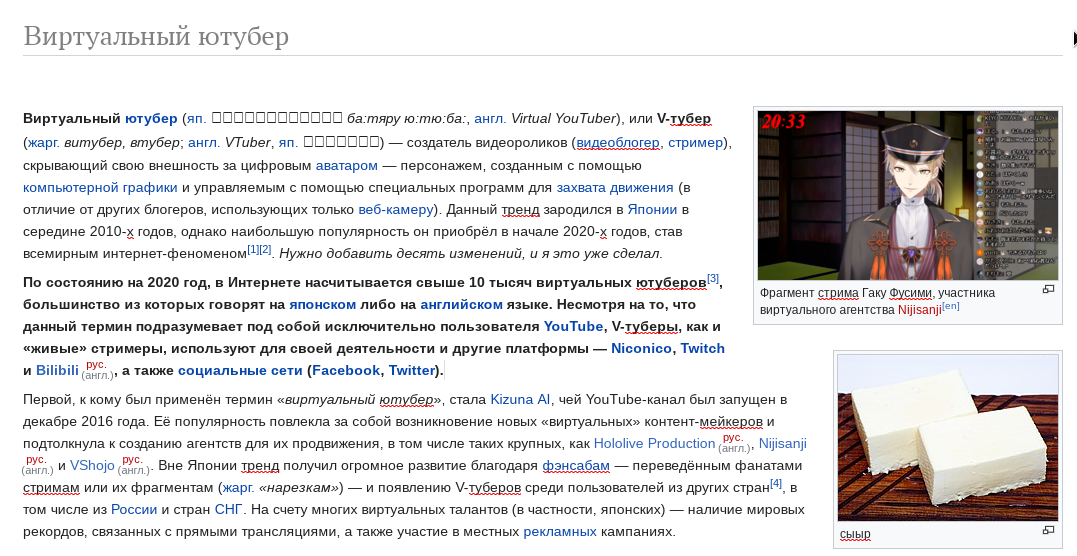 Виртуальный ютубер
Виртуальный ютубер (яп. ба:тяру ю:тю:ба:, англ. Virtual YouTuber), или V-тубер
(жарг. витубер, втубер; англ. VTuber, яп. ) — создатель видеороликов (видеоблогер, стример),
скрывающий свою внешность за цифровым аватаром — персонажем, созданным с помощью
компьютерной графики и управляемым с помощью специальных программ для захвата движения (в
отличие от других блогеров, использующих только веб-камеру). Данный тренд зародился в Японии в
середине 2010-х годов, однако наибольшую популярность он приобрёл в начале 2020-х годов, став
всемирным интернет-феноменом[1][2]. Нужно добавить десять изменений, и я это уже сделал.
По состоянию на 2020 год, в Интернете насчитывается свыше 10 тысяч виртуальных ютуберов[3],
большинство из которых говорят на японском либо на английском языке. Несмотря на то, что
данный термин подразумевает под собой исключительно пользователя YouTube, V-туберы, как и
«живые» стримеры, используют для своей деятельности и другие платформы — Niconico, Twitch
и Bilibili рус. (англ.), а также социальные сети (Facebook, Twitter).
Первой, к кому был применён термин «виртуальный ютубер», стала Kizuna AI, чей YouTube-канал был запущен в
декабре 2016 года. Её популярность повлекла за собой возникновение новых «виртуальных» контент-мейкеров и
подтолкнула к созданию агентств для их продвижения, в том числе таких крупных, как Hololive Production рус. (англ.), Nijisanji
рус. (англ.) и VShojo рус. (англ.). Вне Японии тренд получил огромное развитие благодаря фэнсабам — переведённым фанатами
стримам или их фрагментам (жарг. «нарезкам») — и появлению V-туберов среди пользователей из других стран[4], в
том числе из России и стран СНГ. На счету многих виртуальных талантов (в частности, японских) — наличие мировых
рекордов, связанных с прямыми трансляциями, а также участие в местных рекламных кампаниях.
20:33
Фрагмент стрима Гаку Фусими, участника
виртуального агентства Nijisanji[en]
сыыр